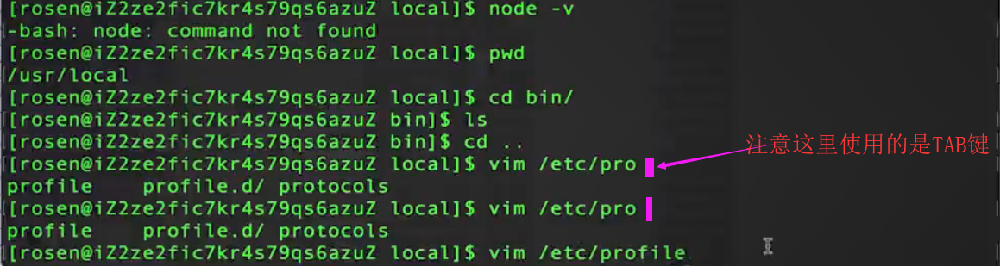 [rosen@iZ2ze2fic7kr4s79qs6azuZ local]$ node -v
-bash: node: command not found
[rosen@iZ2ze2fic7kr4s79qs6azuZ local]$ pwd
/usr/local
[rosen@iZ2ze2fic7kr4s79qs6azuZ local]$ cd bin/
[rosen@iZ2ze2fic7kr4s79qs6azuZ bin]$ ls
[rosen@iZ2ze2fic7kr4s79qs6azuZ bin]$ cd ..
注意这里使用的是TAB键
[rosen@iZ2ze2fic7kr4s79qs6azuZ local]$ vim /etc/pro
profile profile.d/ protocols
[rosen@iZ2ze2fic7kr4s79qs6azuZ local]$ vim /etc/pro
profile profile.d/ protocols
[rosen@iZ2ze2fic7kr4s79qs6azuZ local]$ vim /etc/profile